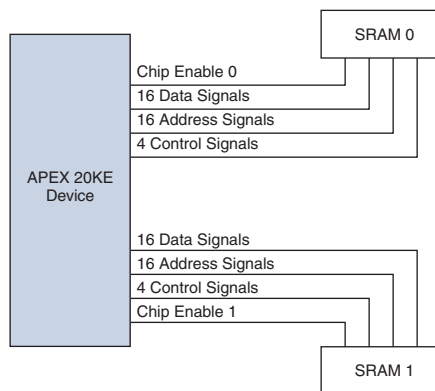 SRAM 0
Chip Enable 0
16 Data Signals
16 Address Signals
4 Control Signals
APEX 20KE
Device
16 Data Signals
16 Address Signals
4 Control Signals
Chip Enable 1
SRAM 1